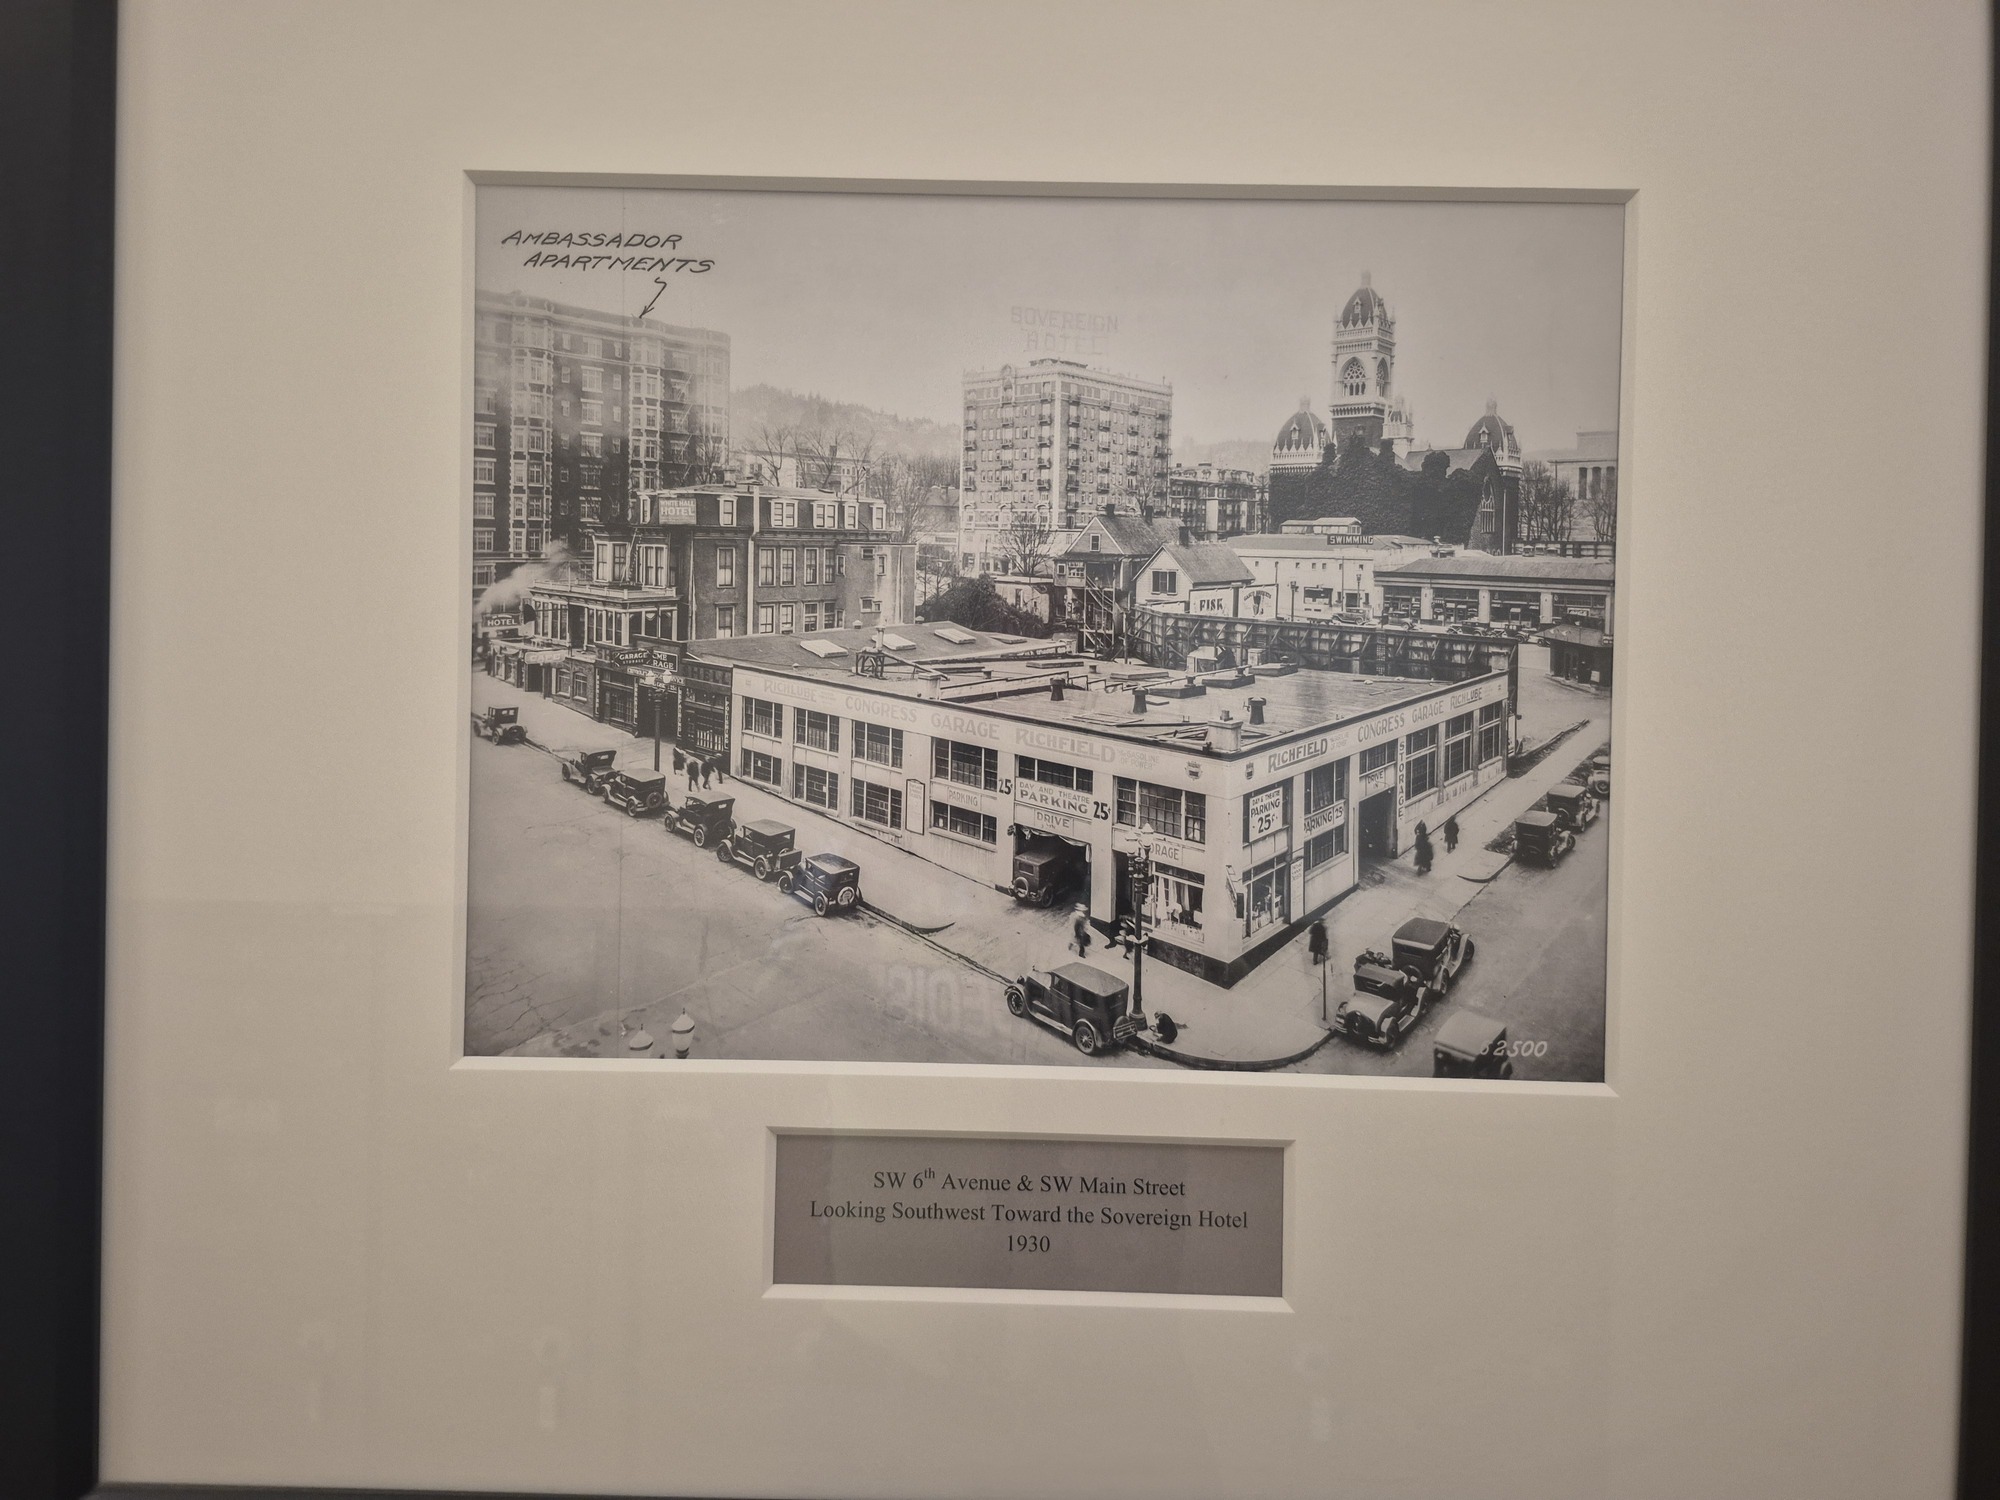 AMBASSADOR
APARTMENTS
SOVEREIGN
HOTEL
WHITE HALL
HOTEL
SWIMMING
HOTEL
FISK
GARAGE
STORAGE
RICHLUBE CONGRESS GARAGE RICHFIELD
RICHFIELD CONGRESS GARAGE RICHLUBE
STORAGE
DRIVE
25¢
DAY AND THEATRE
PARKING
25¢
PARKING
DRIVE
DAY & THEATRE
PARKING
25¢
PARKING 25¢
2500
SW 6th Avenue & SW Main Street
Looking Southwest Toward the Sovereign Hotel
1930